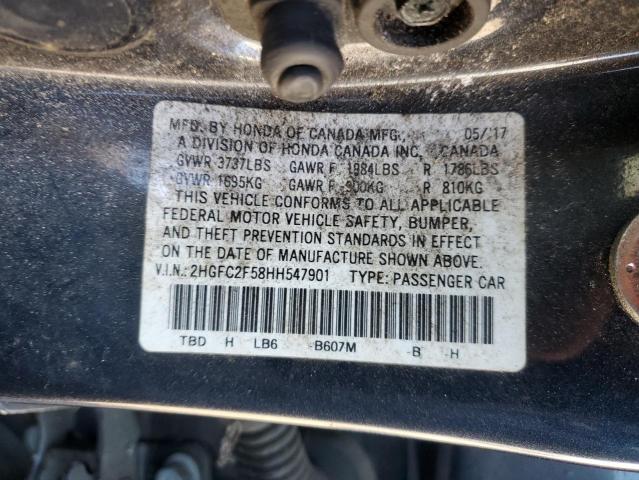 MFD. BY HONDA OF CANADA MFG., 05/'17
A DIVISION OF HONDA CANADA INC., CANADA
GVWR 3737LBS GAWR F 1984LBS R 1786LBS
GVWR 1695KG GAWR F 900KG R 810KG
THIS VEHICLE CONFORMS TO ALL APPLICABLE
FEDERAL MOTOR VEHICLE SAFETY, BUMPER,
AND THEFT PREVENTION STANDARDS IN EFFECT
ON THE DATE OF MANUFACTURE SHOWN ABOVE.
V.I.N.: 2HGFC2F58HH547901 TYPE: PASSENGER CAR
TBD H LB6 -B607M -B -H